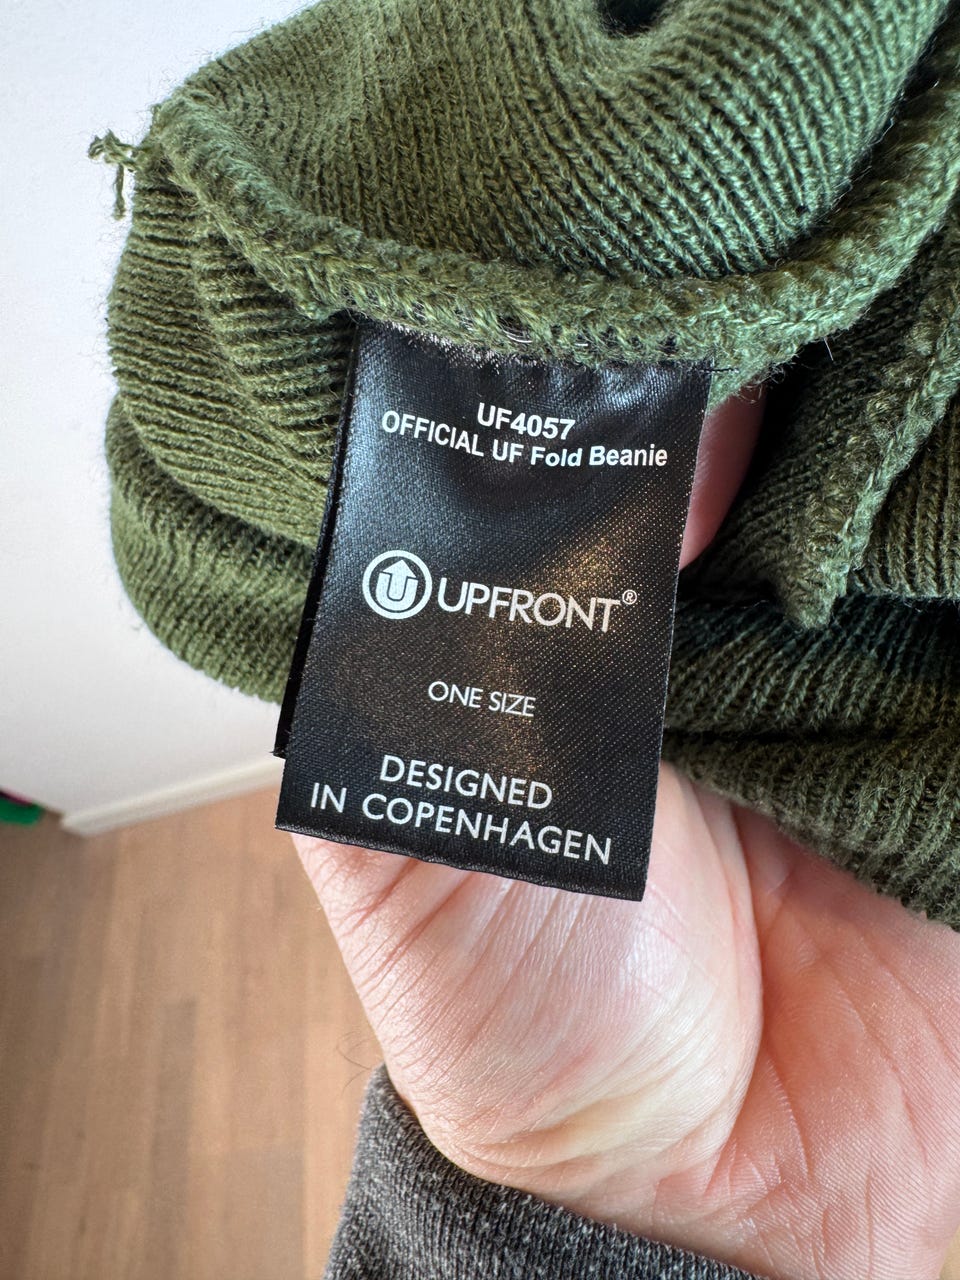 UF4057
OFFICIAL UF Fold Beanie
UPFRONT®
ONE SIZE
DESIGNED
IN COPENHAGEN